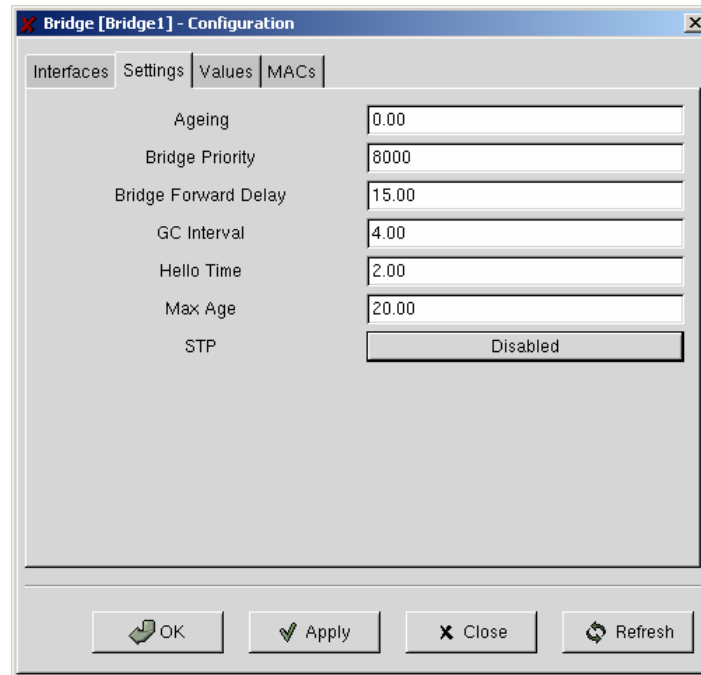 Bridge [Bridge1] - Configuration
Interfaces Settings Values MACs
Ageing 0.00
Bridge Priority 8000
Bridge Forward Delay 15.00
GC Interval 4.00
Hello Time 2.00
Max Age 20.00
STP Disabled
OK Apply Close Refresh